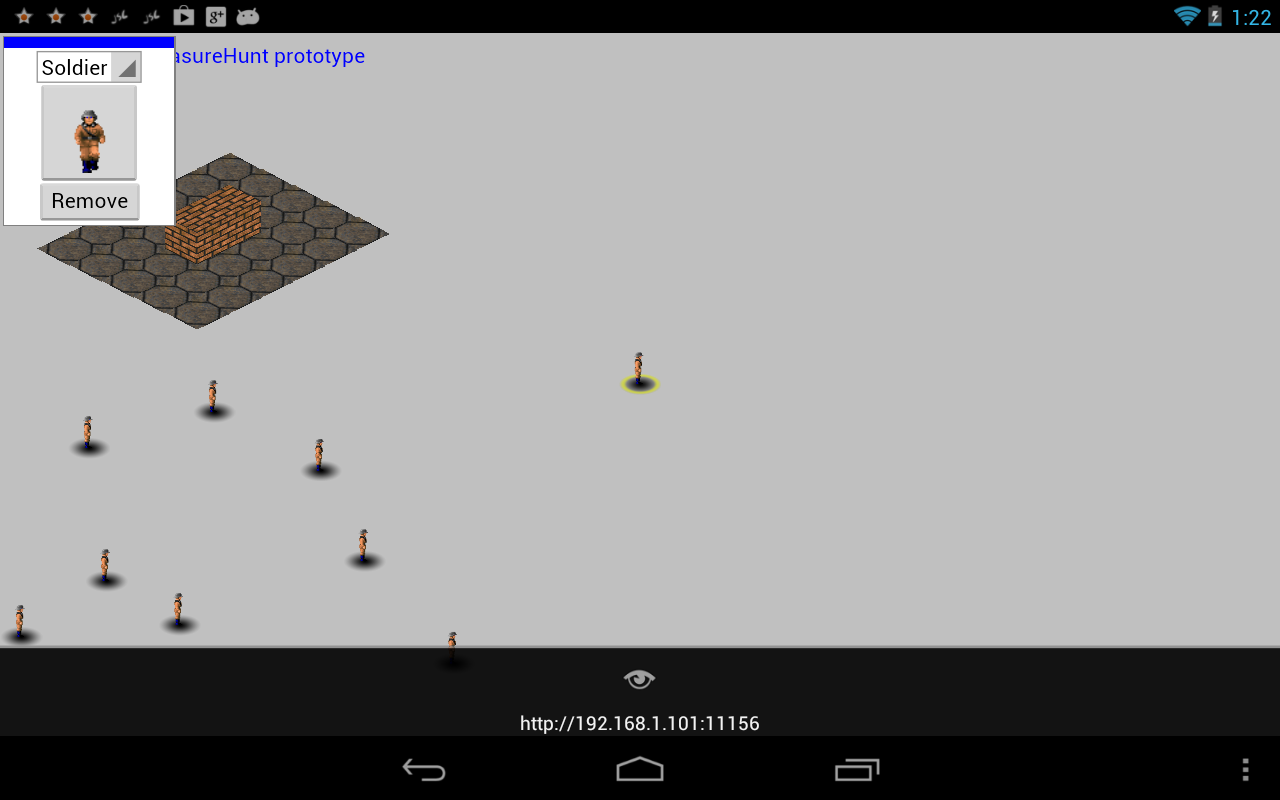 1:22
Soldier
asureHunt prototype
Remove
http://192.168.1.101:11156